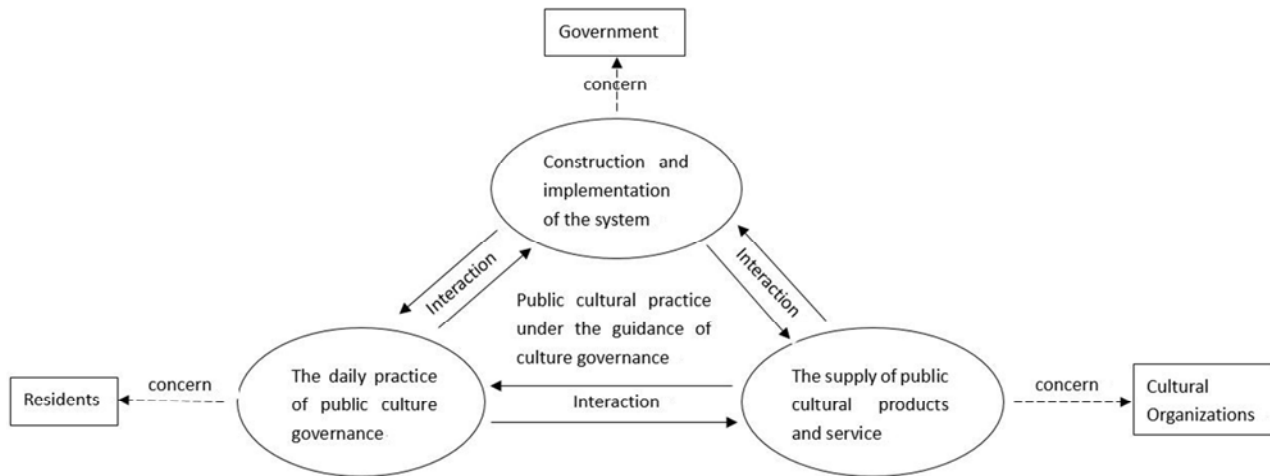 Government
concern
Construction and
implementation
of the system
Interaction
Interaction
Public cultural practice
under the guidance of
culture governance
Residents
concern
The daily practice
of public culture
governance
Interaction
The supply of public
cultural products
and service
concern
Cultural
Organizations